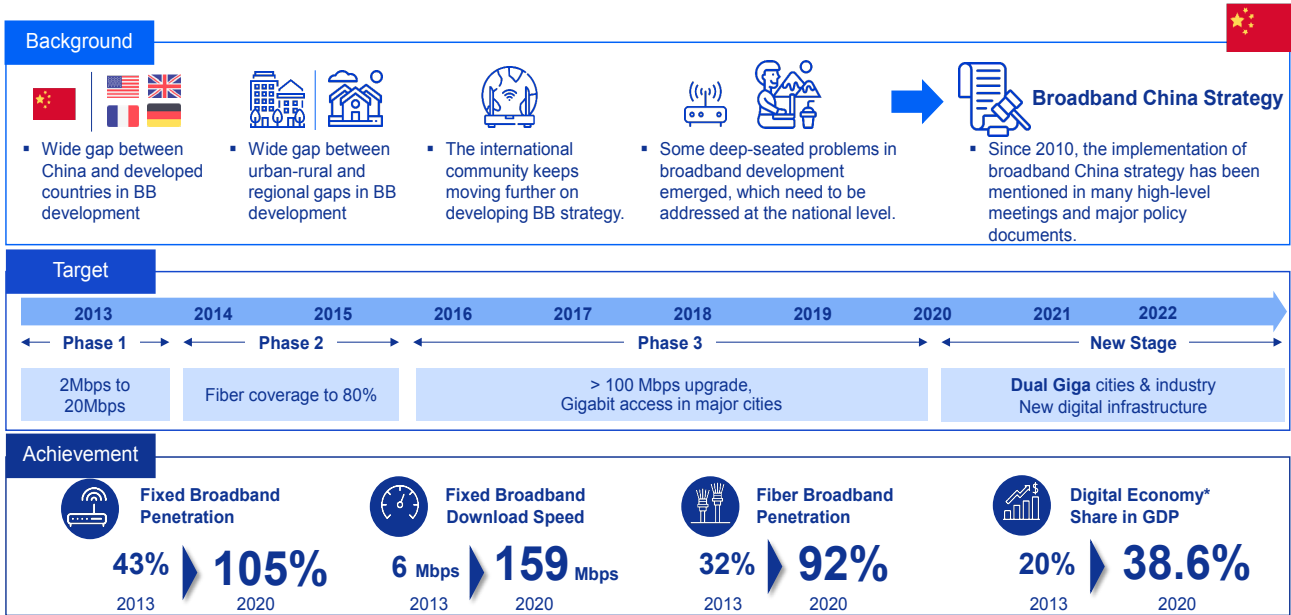 Background
Broadband China Strategy
▪ Wide gap between
China and developed
countries in BB
development
▪ Wide gap between
urban-rural and
regional gaps in BB
development
▪ The international
community keeps
moving further on
developing BB strategy.
▪ Some deep-seated problems in
broadband development
emerged, which need to be
addressed at the national level.
▪ Since 2010, the implementation of
broadband China strategy has been
mentioned in many high-level
meetings and major policy
documents.
Target
2013 2014 2015 2016 2017 2018 2019 2020 2021 2022
Phase 1 Phase 2 Phase 3 New Stage
2Mbps to
20Mbps
Fiber coverage to 80%
> 100 Mbps upgrade,
Gigabit access in major cities
Dual Giga cities & industry
New digital infrastructure
Achievement
Fixed Broadband
Penetration
43% 105%
2013 2020
Fixed Broadband
Download Speed
6 Mbps 159 Mbps
2013 2020
Fiber Broadband
Penetration
32% 92%
2013 2020
Digital Economy*
Share in GDP
20% 38.6%
2013 2020